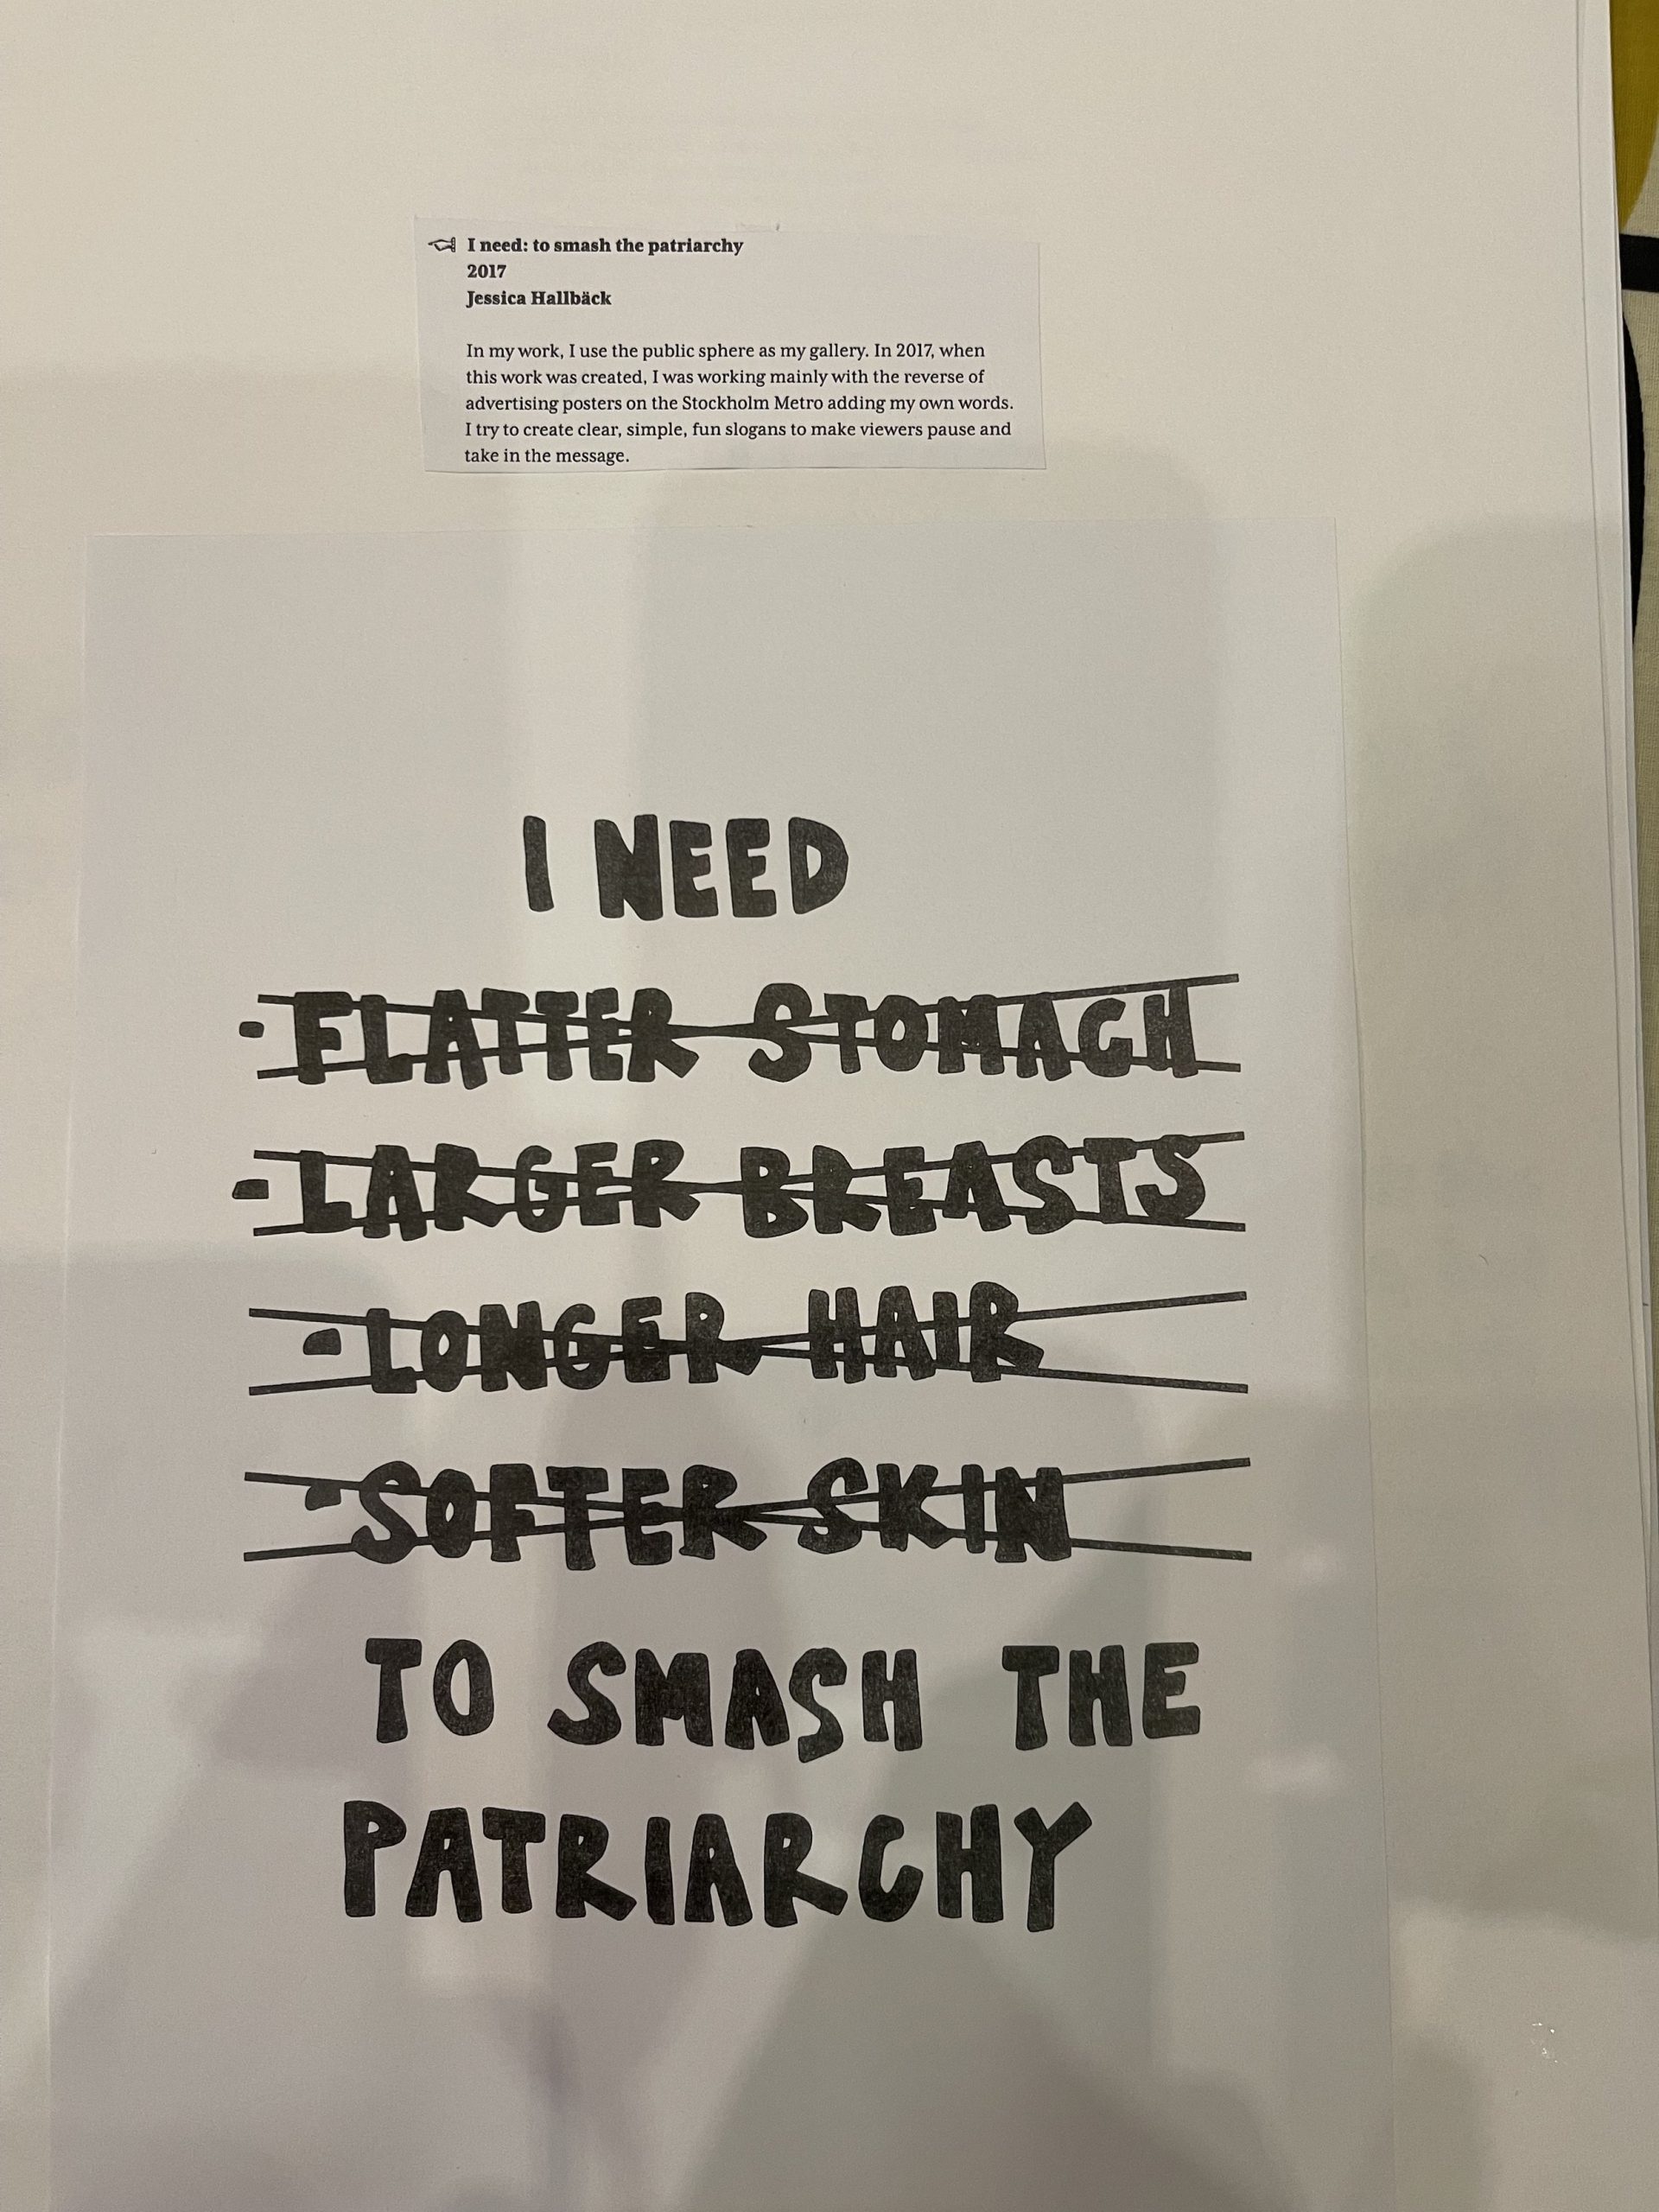 I need: to smash the patriarchy
2017
Jessica Hallbäck
In my work, I use the public sphere as my gallery. In 2017, when
this work was created, I was working mainly with the reverse of
advertising posters on the Stockholm Metro adding my own words.
I try to create clear, simple, fun slogans to make viewers pause and
take in the message.
I NEED
- FLATTER STOMACH
- LARGER BREASTS
- LONGER HAIR
- SOFTER SKIN
TO SMASH THE
PATRIARCHY